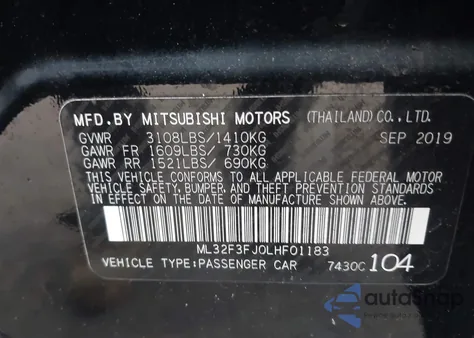 MFD.BY MITSUBISHI MOTORS (THAILAND) CO., LTD.
GVWR 3108LBS/1410KG SEP 2019
GAWR FR 1609LBS/ 730KG
GAWR RR 1521LBS/ 690KG
THIS VEHICLE CONFORMS TO ALL APPLICABLE FEDERAL MOTOR
VEHICLE SAFETY, BUMPER, AND THEFT PREVENTION STANDARDS
IN EFFECT ON THE DATE OF MANUFACTURE SHOWN ABOVE.
ML32F3FJ0LHF01183
VEHICLE TYPE:PASSENGER CAR 7430C 104
autoSnap